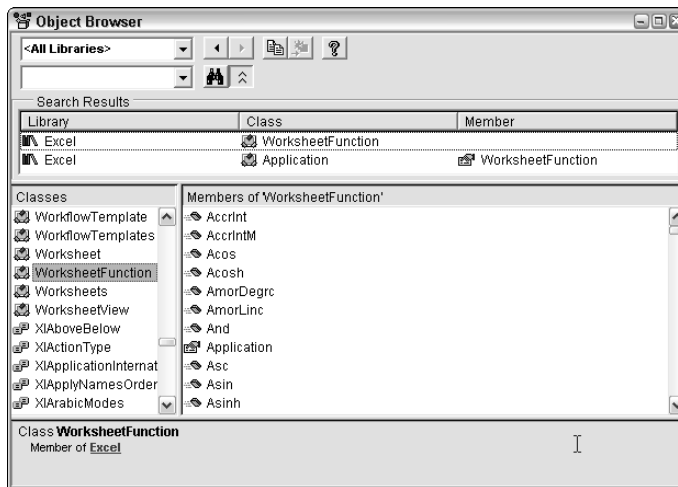 Object Browser
<All Libraries>
Search Results
Library Class Member
Excel WorksheetFunction
Excel Application WorksheetFunction
Classes
WorkflowTemplate
WorkflowTemplates
Worksheet
WorksheetFunction
Worksheets
WorksheetView
XlAboveBelow
XlActionType
XlApplicationInternat
XlApplyNamesOrder
XlArabicModes
Members of 'WorksheetFunction'
AccrInt
AccrIntM
Acos
Acosh
AmorDegrc
AmorLinc
And
Application
Asc
Asin
Asinh
Class WorksheetFunction
Member of Excel